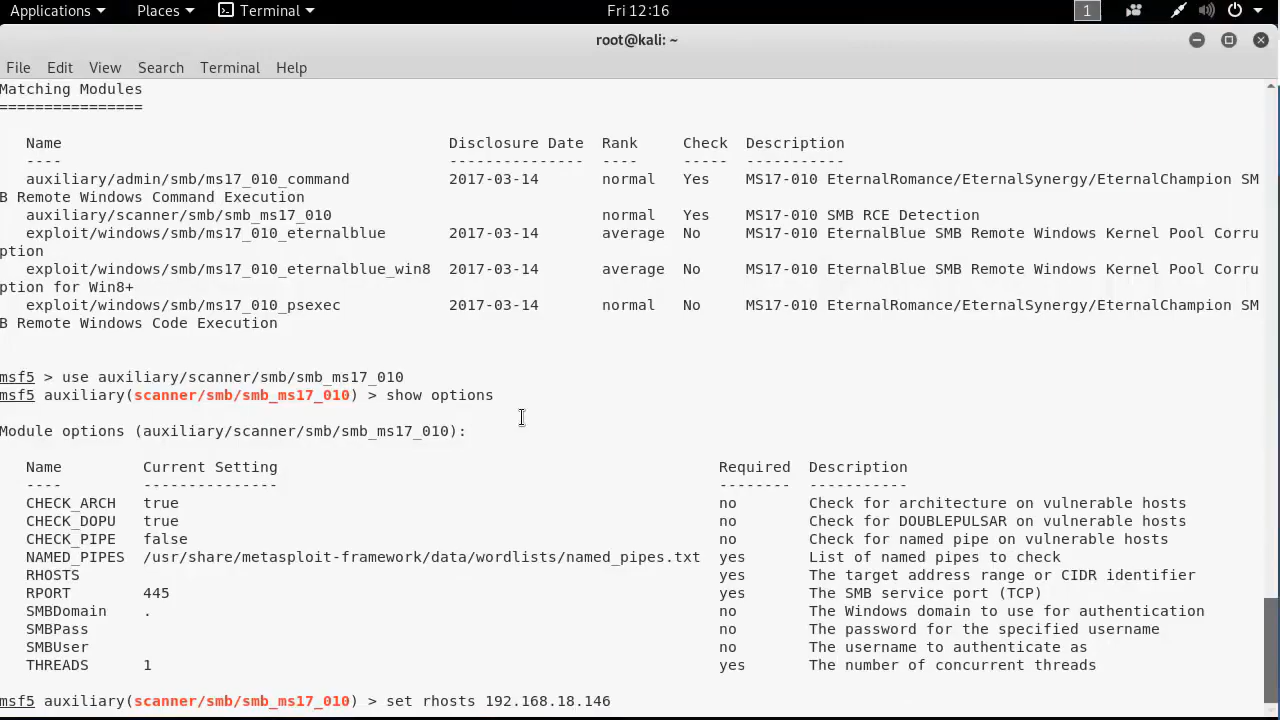 Applications Places Terminal Fri 12:16 1
root@kali: ~
File Edit View Search Terminal Help
Matching Modules
================
Name Disclosure Date Rank Check Description
---- --------------- ---- ----- -----------
auxiliary/admin/smb/ms17_010_command 2017-03-14 normal Yes MS17-010 EternalRomance/EternalSynergy/EternalChampion SM
B Remote Windows Command Execution
auxiliary/scanner/smb/smb_ms17_010 normal Yes MS17-010 SMB RCE Detection
exploit/windows/smb/ms17_010_eternalblue 2017-03-14 average No MS17-010 EternalBlue SMB Remote Windows Kernel Pool Corru
ption
exploit/windows/smb/ms17_010_eternalblue_win8 2017-03-14 average No MS17-010 EternalBlue SMB Remote Windows Kernel Pool Corru
ption for Win8+
exploit/windows/smb/ms17_010_psexec 2017-03-14 normal No MS17-010 EternalRomance/EternalSynergy/EternalChampion SM
B Remote Windows Code Execution
msf5 > use auxiliary/scanner/smb/smb_ms17_010
msf5 auxiliary(scanner/smb/smb_ms17_010) > show options
Module options (auxiliary/scanner/smb/smb_ms17_010):
Name Current Setting Required Description
---- --------------- -------- -----------
CHECK_ARCH true no Check for architecture on vulnerable hosts
CHECK_DOPU true no Check for DOUBLEPULSAR on vulnerable hosts
CHECK_PIPE false no Check for named pipe on vulnerable hosts
NAMED_PIPES /usr/share/metasploit-framework/data/wordlists/named_pipes.txt yes List of named pipes to check
RHOSTS yes The target address range or CIDR identifier
RPORT 445 yes The SMB service port (TCP)
SMBDomain . no The Windows domain to use for authentication
SMBPass no The password for the specified username
SMBUser no The username to authenticate as
THREADS 1 yes The number of concurrent threads
msf5 auxiliary(scanner/smb/smb_ms17_010) > set rhosts 192.168.18.146